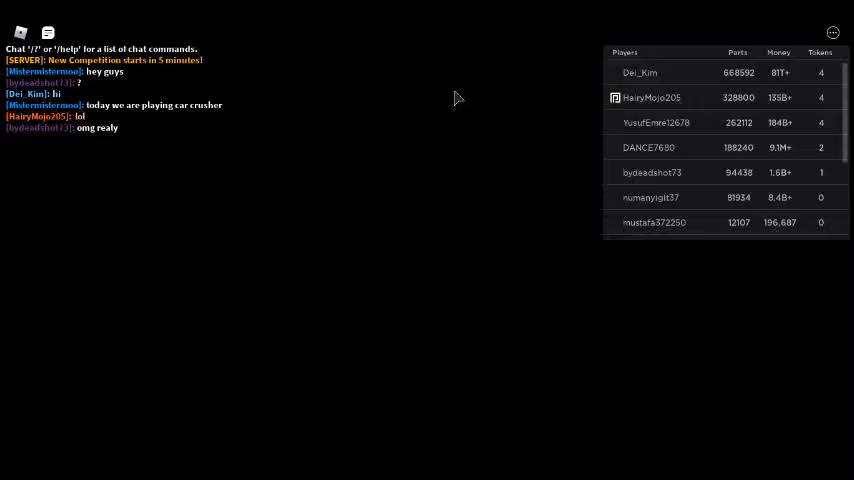 Chat '/?' or '/help' for a list of chat commands.
[SERVER]: New Competition starts in 5 minutes!
[Mistermistermoo]: hey guys
[bydeadshot73]: ?
[Dei_Kim]: hi
[Mistermistermoo]: today we are playing car crusher
[HairyMojo205]: lol
[bydeadshot73]: omg realy
Players Parts Money Tokens
Dei_Kim 668592 81T+ 4
HairyMojo205 328800 135B+ 4
YusufEmre12678 262112 184B+ 4
DANCE7680 188240 9.1M+ 2
bydeadshot73 94438 1.6B+ 1
numanyigit37 81934 8.4B+ 0
mustafa372250 12107 196,687 0